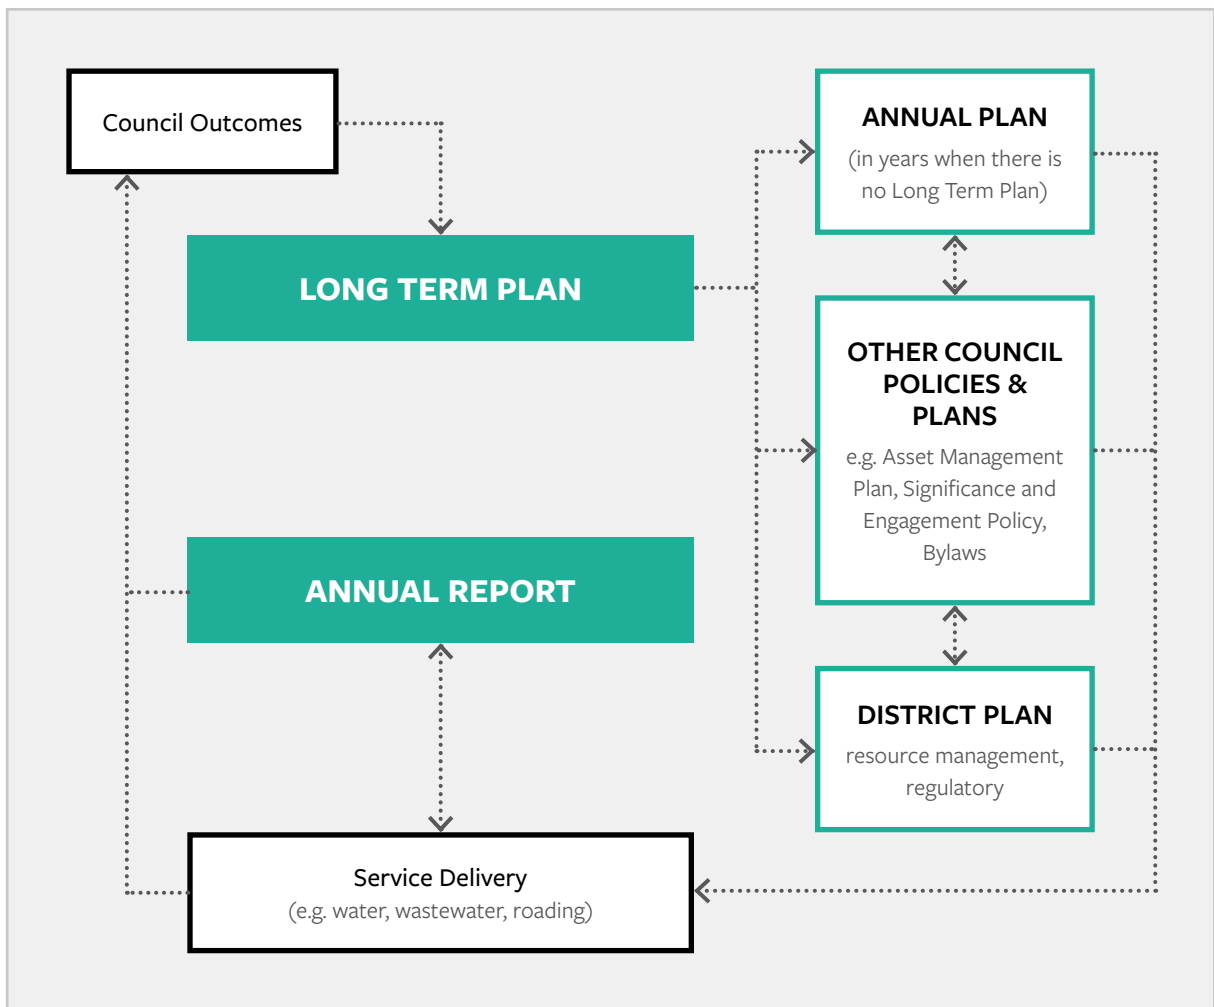 Council Outcomes
LONG TERM PLAN
ANNUAL REPORT
Service Delivery
(e.g. water, wastewater, roading)
ANNUAL PLAN
(in years when there is
no Long Term Plan)
OTHER COUNCIL
POLICIES &
PLANS
e.g. Asset Management
Plan, Significance and
Engagement Policy,
Bylaws
DISTRICT PLAN
resource management,
regulatory